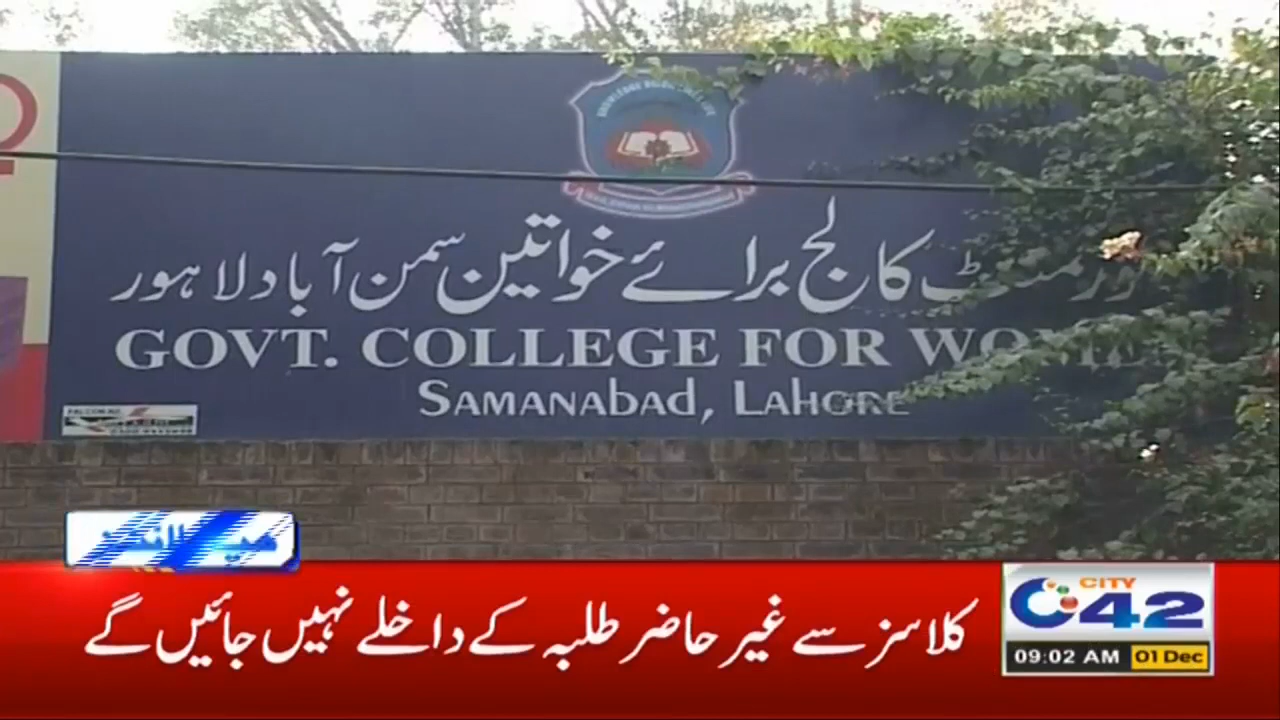 کالج برائے خواتین سمن آباد لاہور
GOVT. COLLEGE FOR
SAMANABAD, LAHORE
ہیڈلائنز
کلاسز سے غیر حاضر طلبہ کے داخلے نہیں جائیں گے
CITY
42
09:02 AM 01 Dec